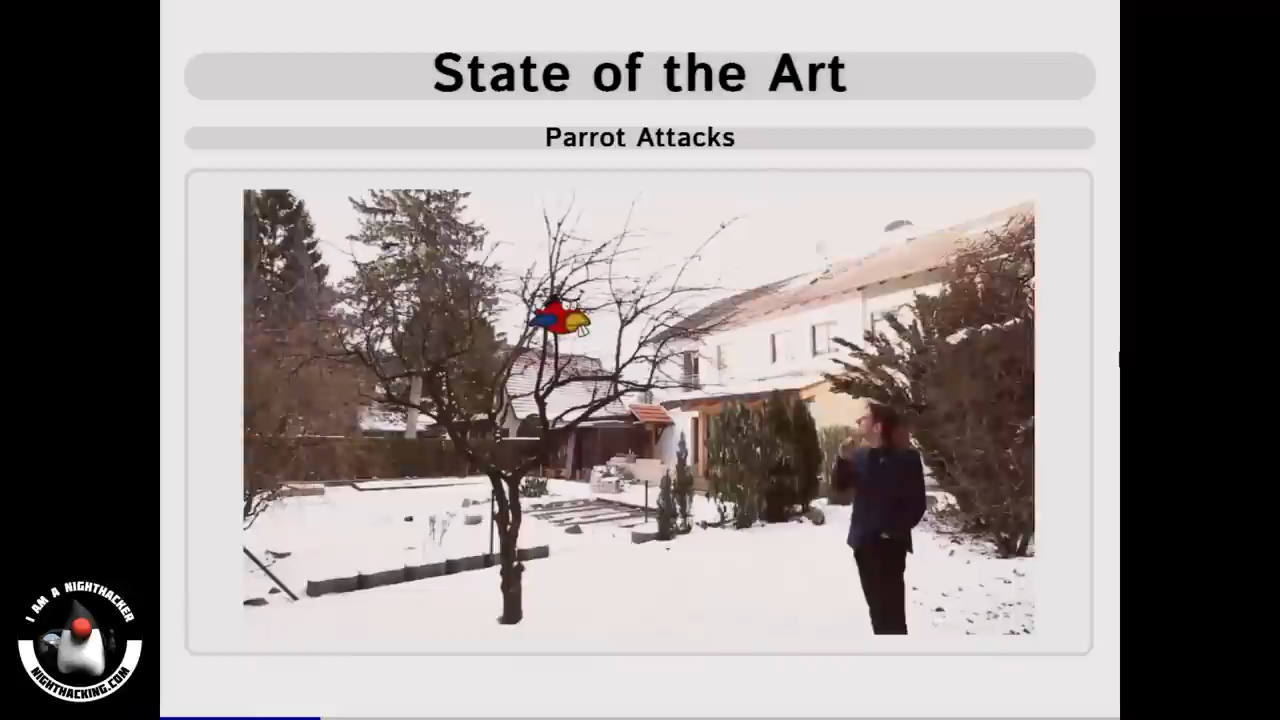 State of the Art
Parrot Attacks
I AM A NIGHTHACKER
NIGHTHACKING.COM